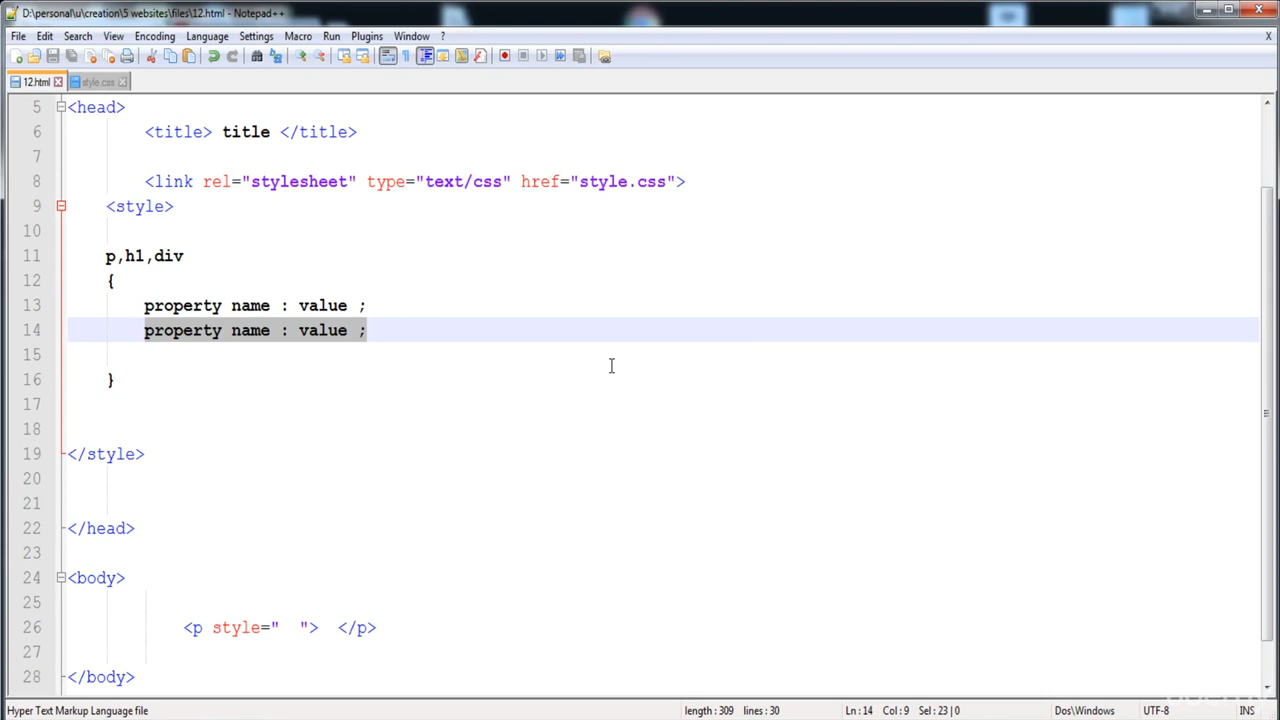 D:\personal\u\creation\5 websites\files\12.html - Notepad++
File Edit Search View Encoding Language Settings Macro Run Plugins Window ? X
12.html style.css
5 <head>
6 <title> title </title>
7
8 <link rel="stylesheet" type="text/css" href="style.css">
9 <style>
10
11 p,h1,div
12 {
13 property name : value ;
14 property name : value ;
15
16 }
17
18
19 </style>
20
21
22 </head>
23
24 <body>
25
26 <p style="  ">  </p>
27
28 </body>
Hyper Text Markup Language file length : 309 lines : 30 Ln : 14 Col : 9 Sel : 23 | 0 Dos\Windows UTF-8 INS